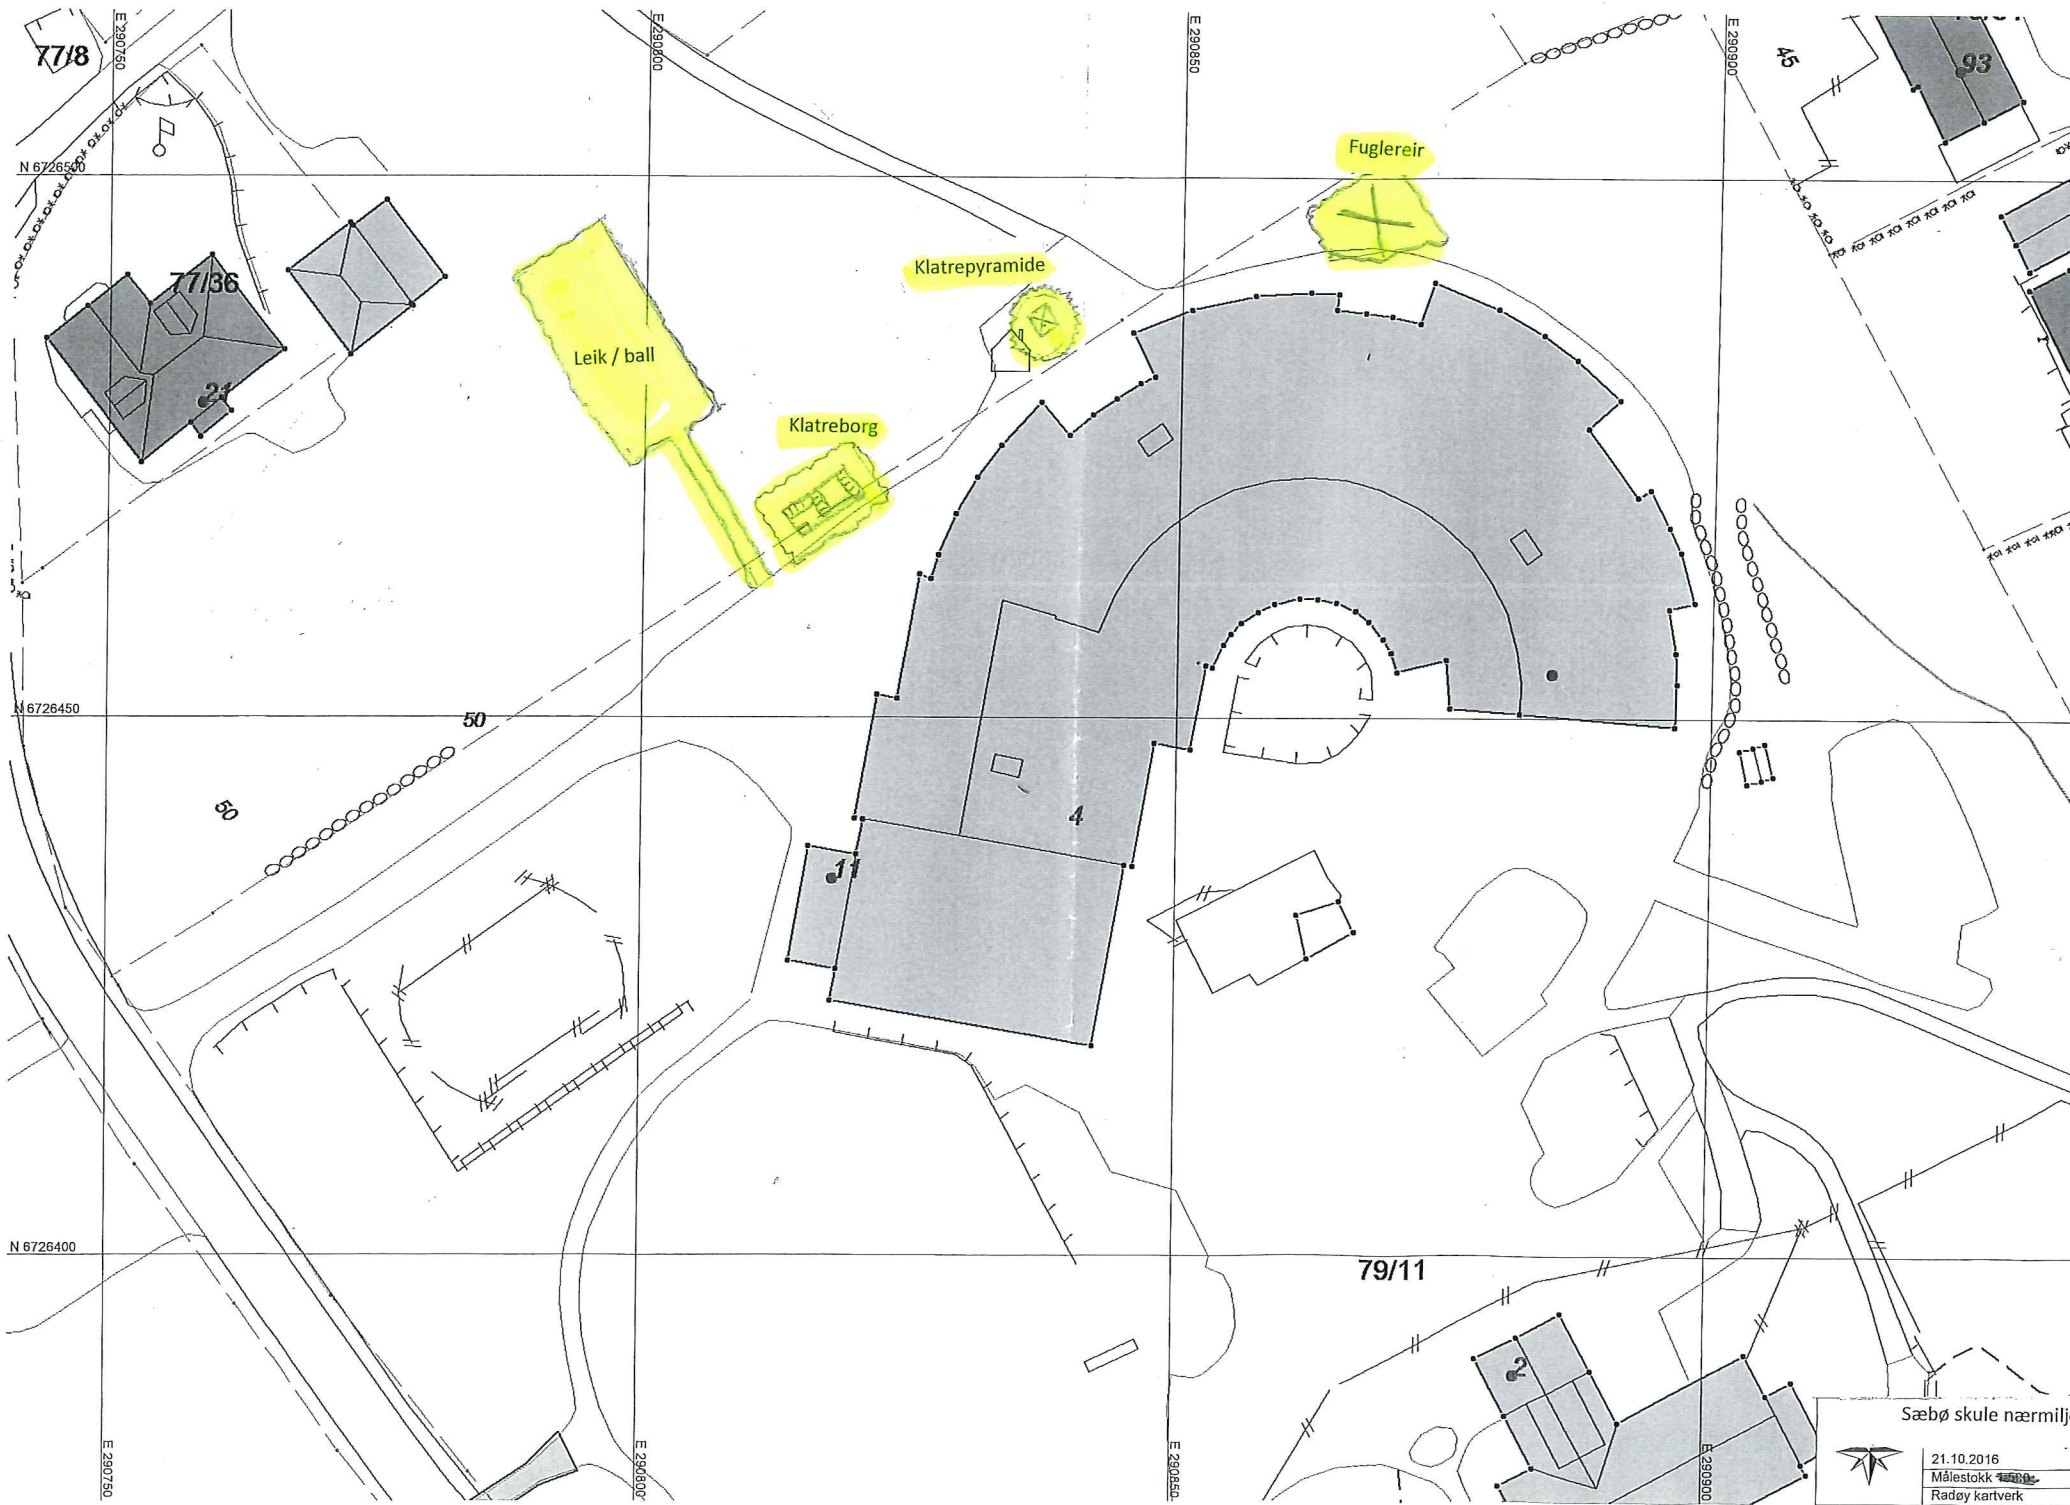 77/8
E 290750
E 290800
E 290850
E 290900
45
93
Fuglereir
N 6726500
Klatrepyramide
77/36
Leik / ball
21
Klatreborg
N 6726450
50
50
4
11
N 6726400
79/11
2
E 290750
E 290800
E 290850
E 290900
Sæbø skule
21.10.2016
Målestokk
Radøy kartverk